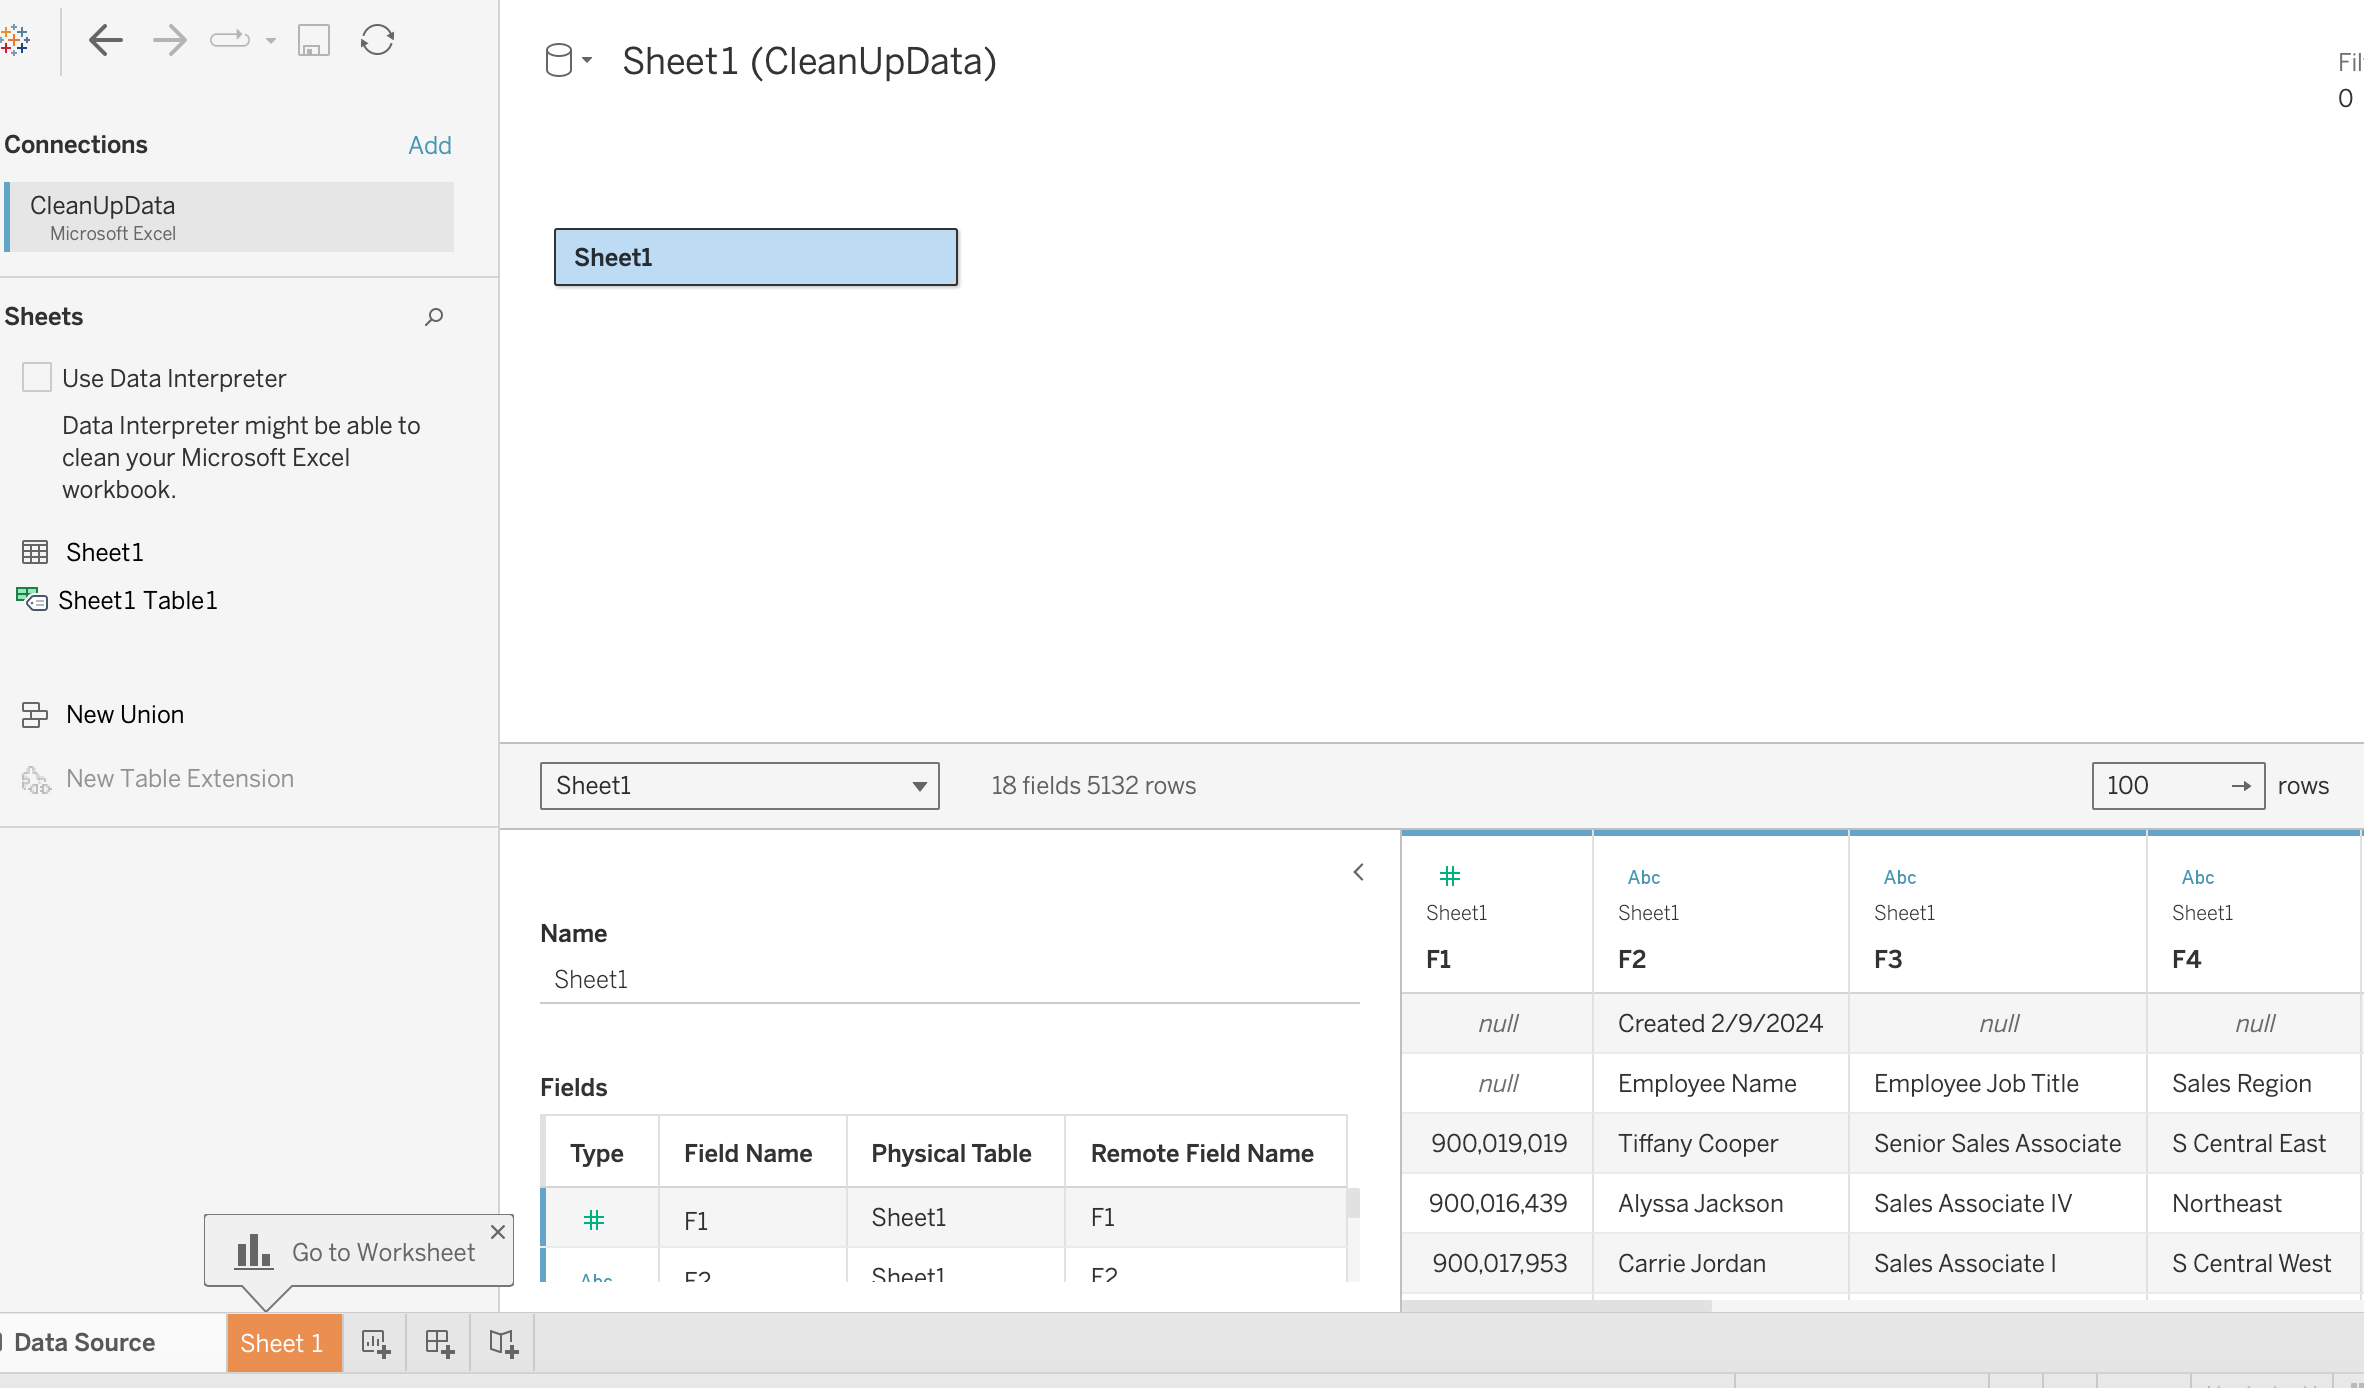 Sheet1 (CleanUpData)
Fil
0
Connections
Add
CleanUpData
Microsoft Excel
Sheets
Use Data Interpreter
Data Interpreter might be able to
clean your Microsoft Excel
workbook.
Sheet1
Sheet1 Table1
New Union
New Table Extension
Sheet1
Sheet1
18 fields 5132 rows
100
rows
Name
Sheet1
Fields
Type Field Name Physical Table Remote Field Name
F1 Sheet1 F1
Abc F2 Sheet1 F2
Abc Abc Abc
Sheet1 Sheet1 Sheet1 Sheet1
F1 F2 F3 F4
null Created 2/9/2024 null null
null Employee Name Employee Job Title Sales Region
900,019,019 Tiffany Cooper Senior Sales Associate S Central East
900,016,439 Alyssa Jackson Sales Associate IV Northeast
900,017,953 Carrie Jordan Sales Associate I S Central West
Go to Worksheet
Data Source
Sheet 1